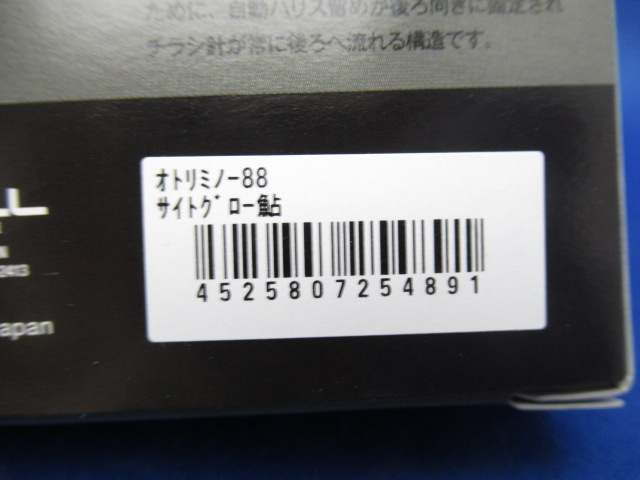 ために、自動ハリス留めが後ろ向きに固定され
チラシ針が常に後ろへ流れる構造です。
オトリミノー88
サイトグロー鮎
4525807254891
LL
apan